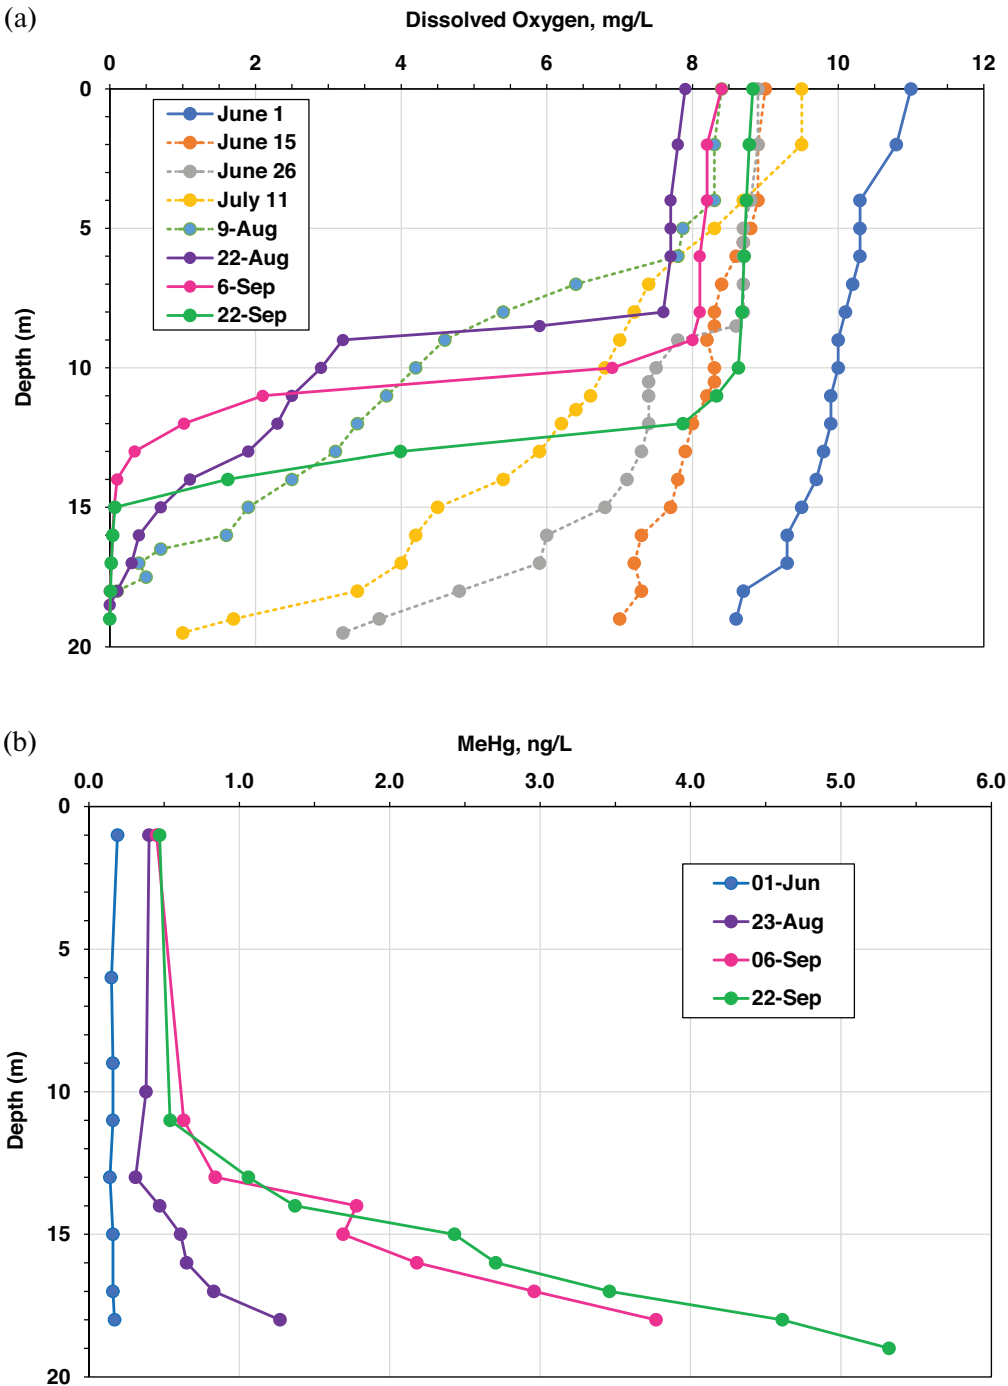 (a)
Dissolved Oxygen, mg/L
0 2 4 6 8 10 12
0
5
10
15
20
Depth (m)
June 1
June 15
June 26
July 11
9-Aug
22-Aug
6-Sep
22-Sep
(b)
MeHg, ng/L
0.0 1.0 2.0 3.0 4.0 5.0 6.0
0
5
10
15
20
Depth (m)
01-Jun
23-Aug
06-Sep
22-Sep